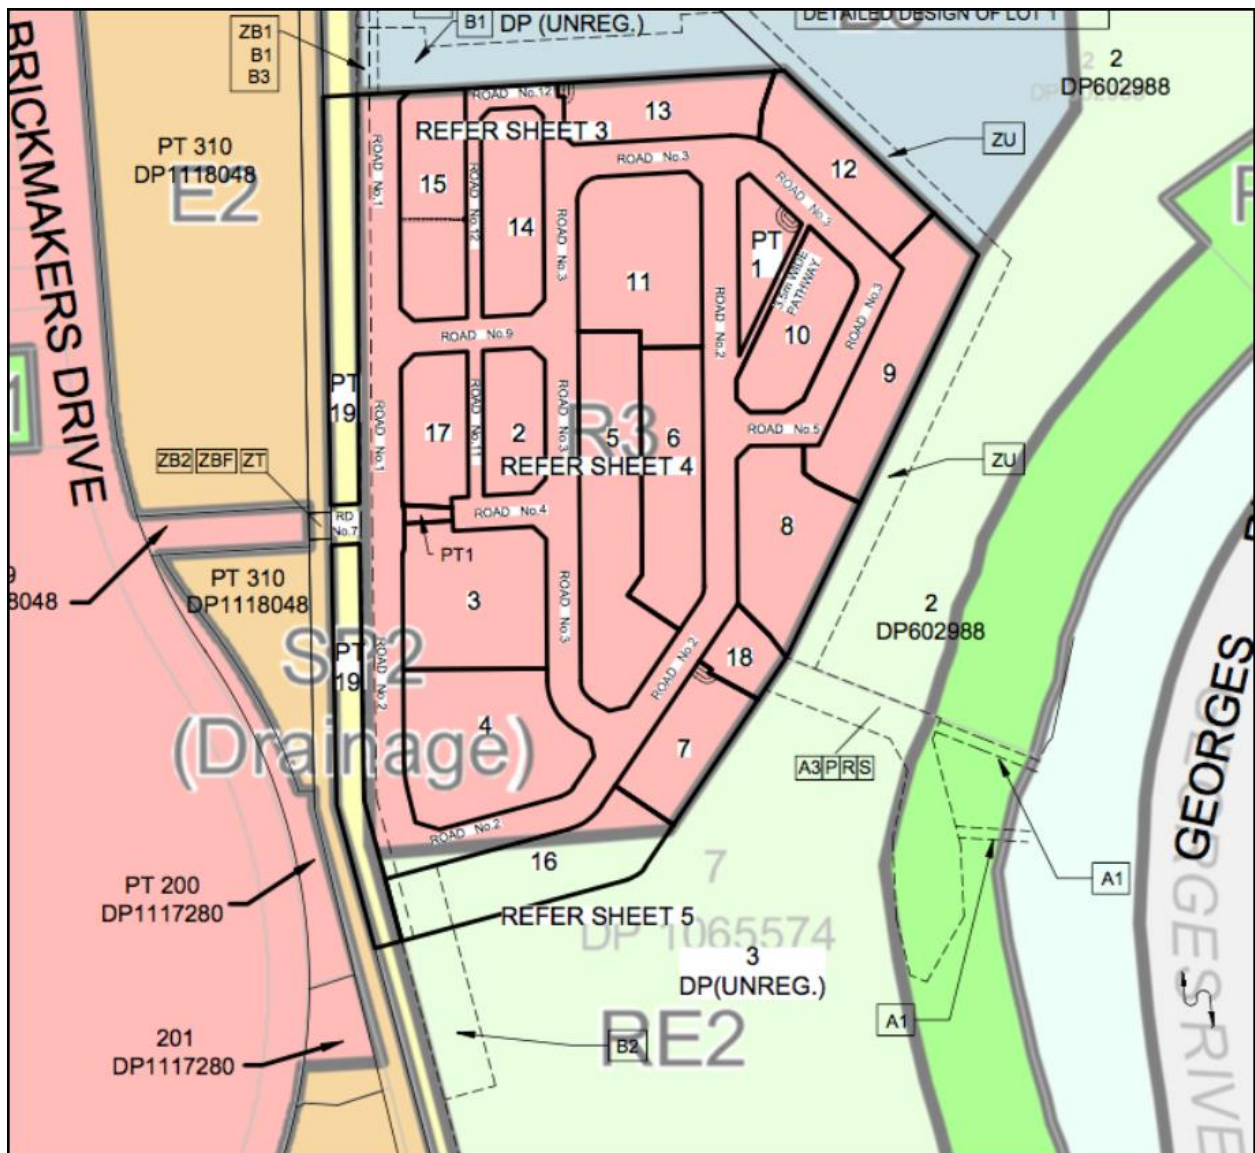 ZB1
B1
B3
B1
DP (UNREG.)
DETAILED DESIGN OF LOT 1
2
DP602988
BRICKMAKERS DRIVE
PT 310
DP1118048
E2
ROAD No.12
13
REFER SHEET 3
ZU
ROAD No.1
15
ROAD No.12
14
ROAD No.3
ROAD No.3
12
ROAD No.3
11
PT
1
3.5m WIDE
PATHWAY
10
ROAD No.3
ROAD No.2
ROAD No.9
9
PT
19
ROAD No.1
17
ROAD No.11
2
ROAD No.3
R3
5
6
ROAD No.5
REFER SHEET 4
ZU
ZB2 ZBF ZT
RD
No.7
ROAD No.4
PT1
8
8048
PT 310
DP1118048
3
ROAD No.3
2
DP602988
SP2
(Drainage)
PT
19
ROAD No.2
ROAD No.2
18
4
7
A3 P R S
GEORGES
GEORGES RIVE
ROAD No.2
16
7
A1
PT 200
DP1117280
REFER SHEET 5
DP 1065574
3
DP(UNREG.)
A1
201
DP1117280
B2
RE2